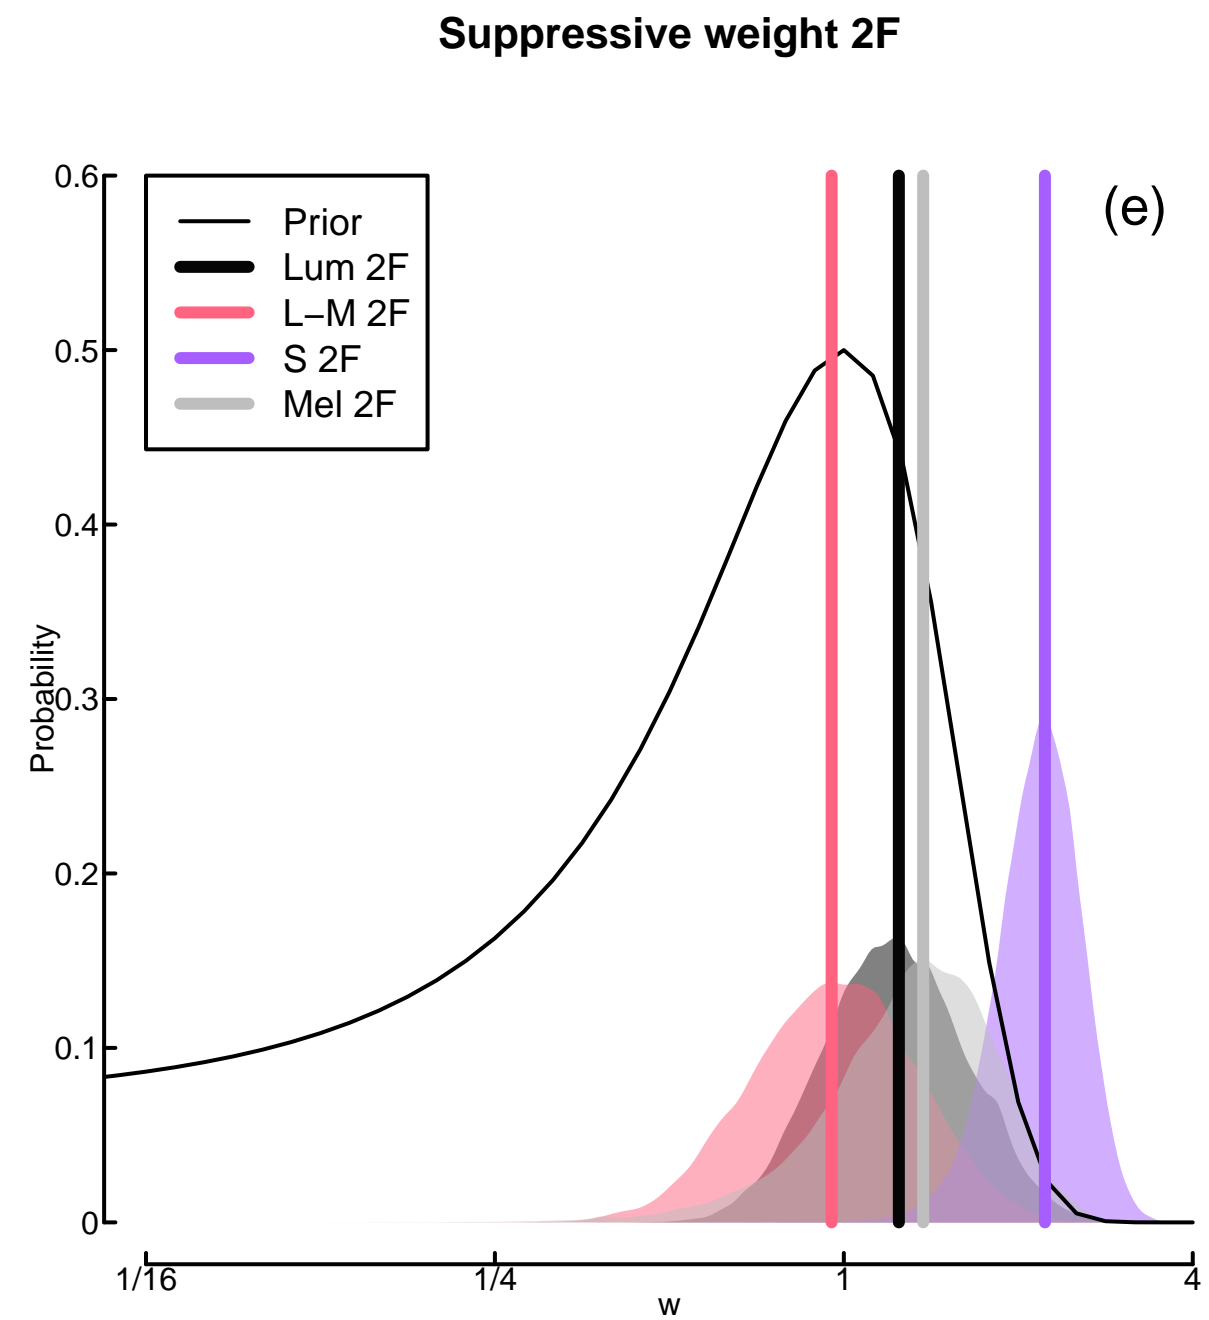 Suppressive weight 2F
(e)
Prior
Lum 2F
L−M 2F
S 2F
Mel 2F
0.6
0.5
0.4
0.3
0.2
0.1
0
Probability
1/16
1/4
1
4
w